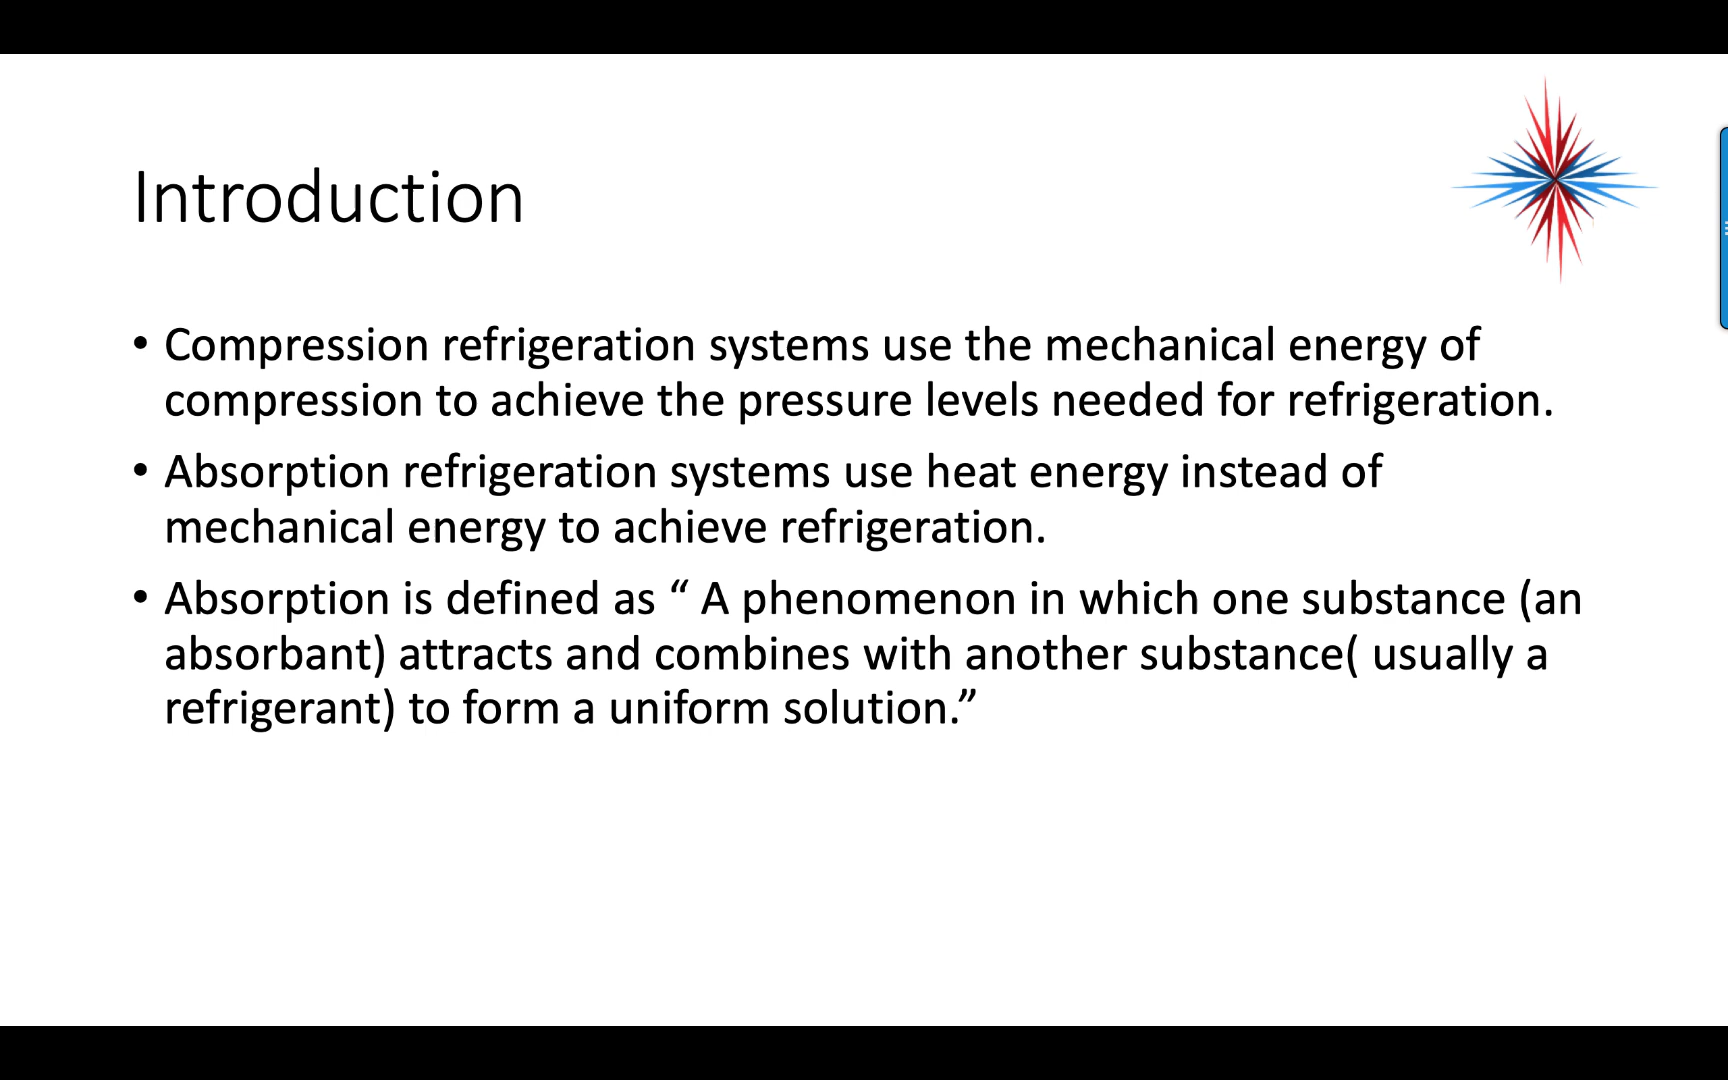 Introduction
• Compression refrigeration systems use the mechanical energy of
compression to achieve the pressure levels needed for refrigeration.
• Absorption refrigeration systems use heat energy instead of
mechanical energy to achieve refrigeration.
• Absorption is defined as “ A phenomenon in which one substance (an
absorbant) attracts and combines with another substance( usually a
refrigerant) to form a uniform solution.”